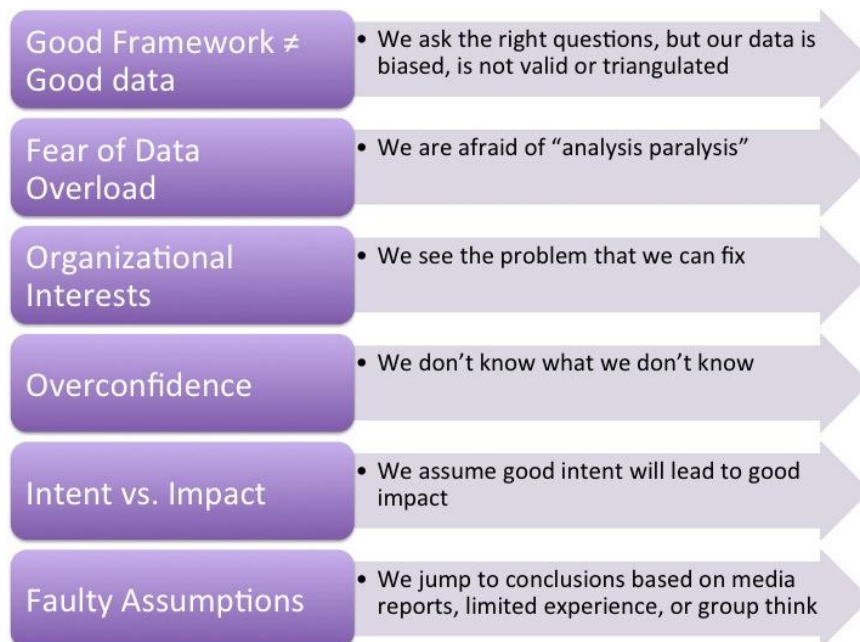 Good Framework ≠
Good data
• We ask the right questions, but our data is
biased, is not valid or triangulated
Fear of Data
Overload
• We are afraid of “analysis paralysis”
Organizational
Interests
• We see the problem that we can fix
Overconfidence
• We don’t know what we don’t know
Intent vs. Impact
• We assume good intent will lead to good
impact
Faulty Assumptions
• We jump to conclusions based on media
reports, limited experience, or group think